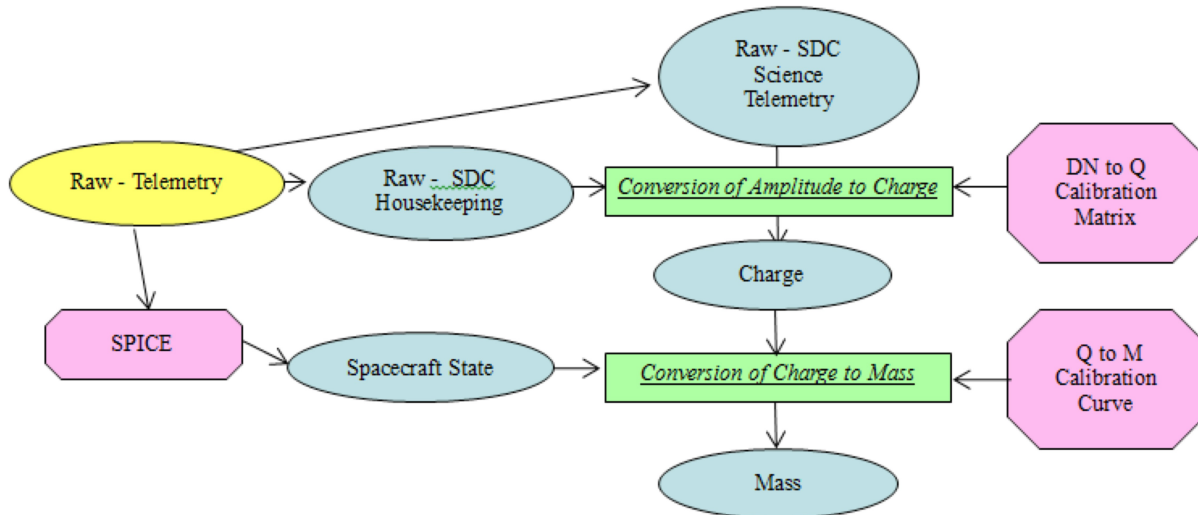 Raw - SDC
Science
Telemetry
Raw - Telemetry
Raw - SDC
Housekeeping
Conversion of Amplitude to Charge
DN to Q
Calibration
Matrix
Charge
SPICE
Spacecraft State
Conversion of Charge to Mass
Q to M
Calibration
Curve
Mass